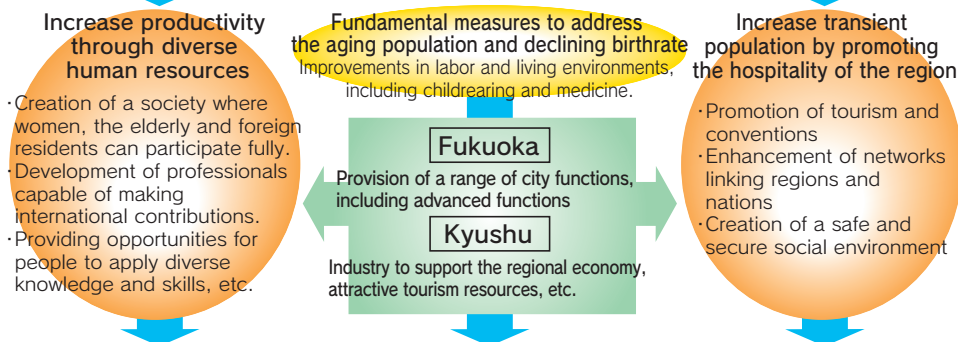 Increase productivity
through diverse
human resources
·Creation of a society where
women, the elderly and foreign
residents can participate fully.
·Development of professionals
capable of making
international contributions.
·Providing opportunities for
people to apply diverse
knowledge and skills, etc.
Fundamental measures to address
the aging population and declining birthrate
Improvements in labor and living environments,
including childrearing and medicine.
Fukuoka
Provision of a range of city functions,
including advanced functions
Kyushu
Industry to support the regional economy,
attractive tourism resources, etc.
Increase transient
population by promoting
the hospitality of the region
·Promotion of tourism and
conventions
·Enhancement of networks
linking regions and
nations
·Creation of a safe and
secure social environment